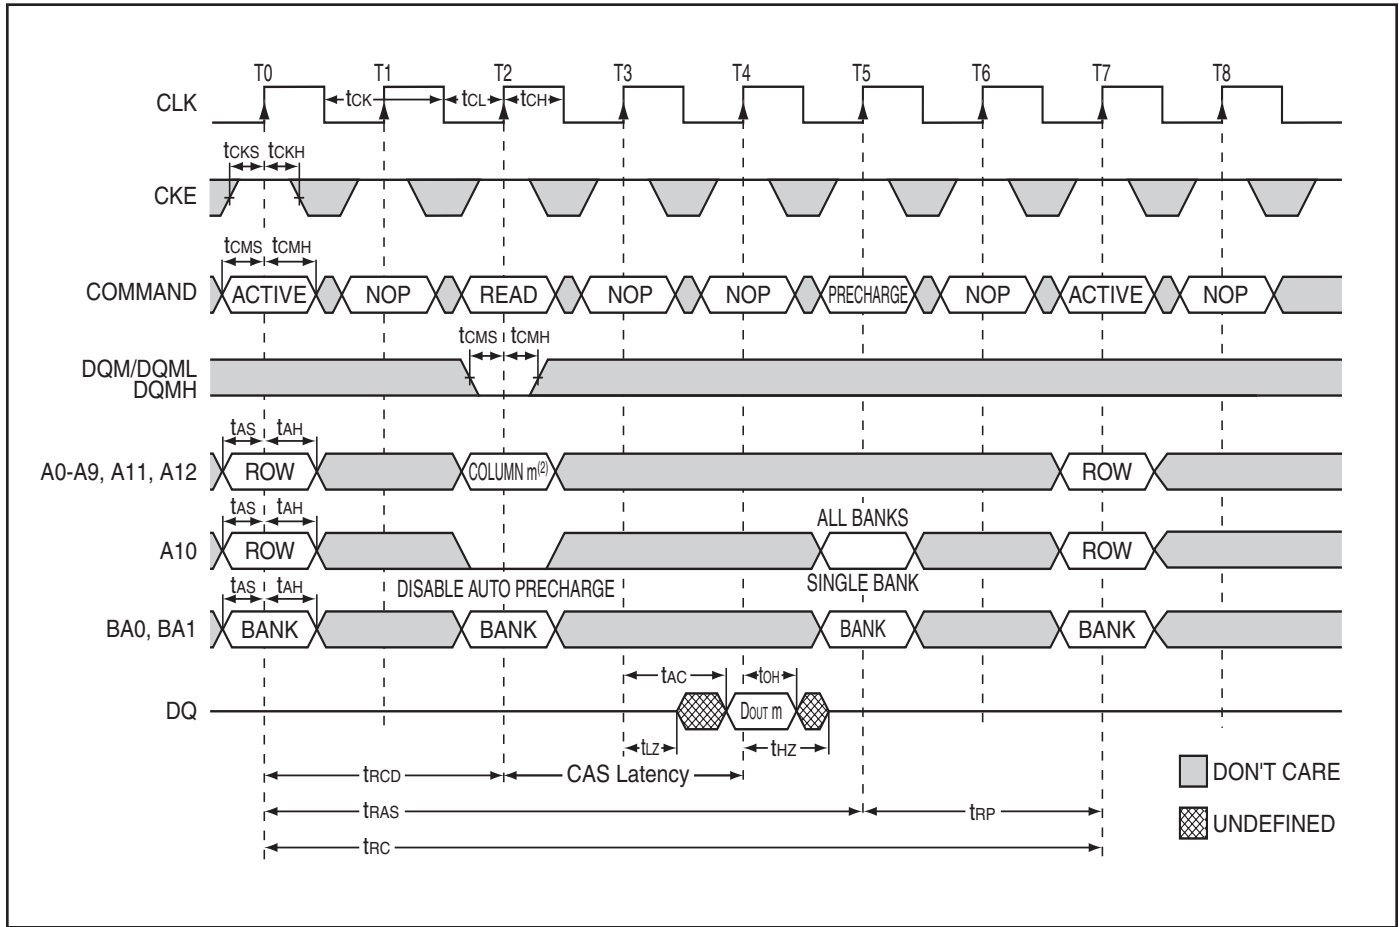 T0 T1 T2 T3 T4 T5 T6 T7 T8
CLK tCK tCL tCH
tCKS tCKH
CKE
tCMS tCMH
COMMAND ACTIVE NOP READ NOP NOP PRECHARGE NOP ACTIVE NOP
tCMS tCMH
DQM/DQML
DQMH
tAS tAH
A0-A9, A11, A12 ROW COLUMN m(2) ROW
tAS tAH ALL BANKS
A10 ROW ROW
DISABLE AUTO PRECHARGE SINGLE BANK
tAS tAH
BA0, BA1 BANK BANK BANK BANK
tAC tOH
DQ DOUT m
tLZ tHZ
tRCD CAS Latency
DON'T CARE
tRAS tRP
UNDEFINED
tRC